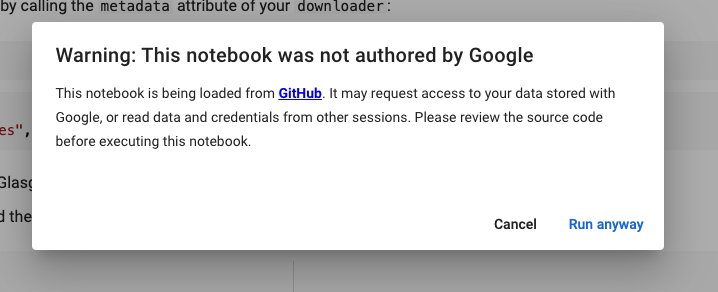 by calling the metadata attribute of your downloader:
Warning: This notebook was not authored by Google
This notebook is being loaded from GitHub. It may request access to your data stored with
Google, or read data and credentials from other sessions. Please review the source code
before executing this notebook.
es",
Glasg
d the
Cancel Run anyway